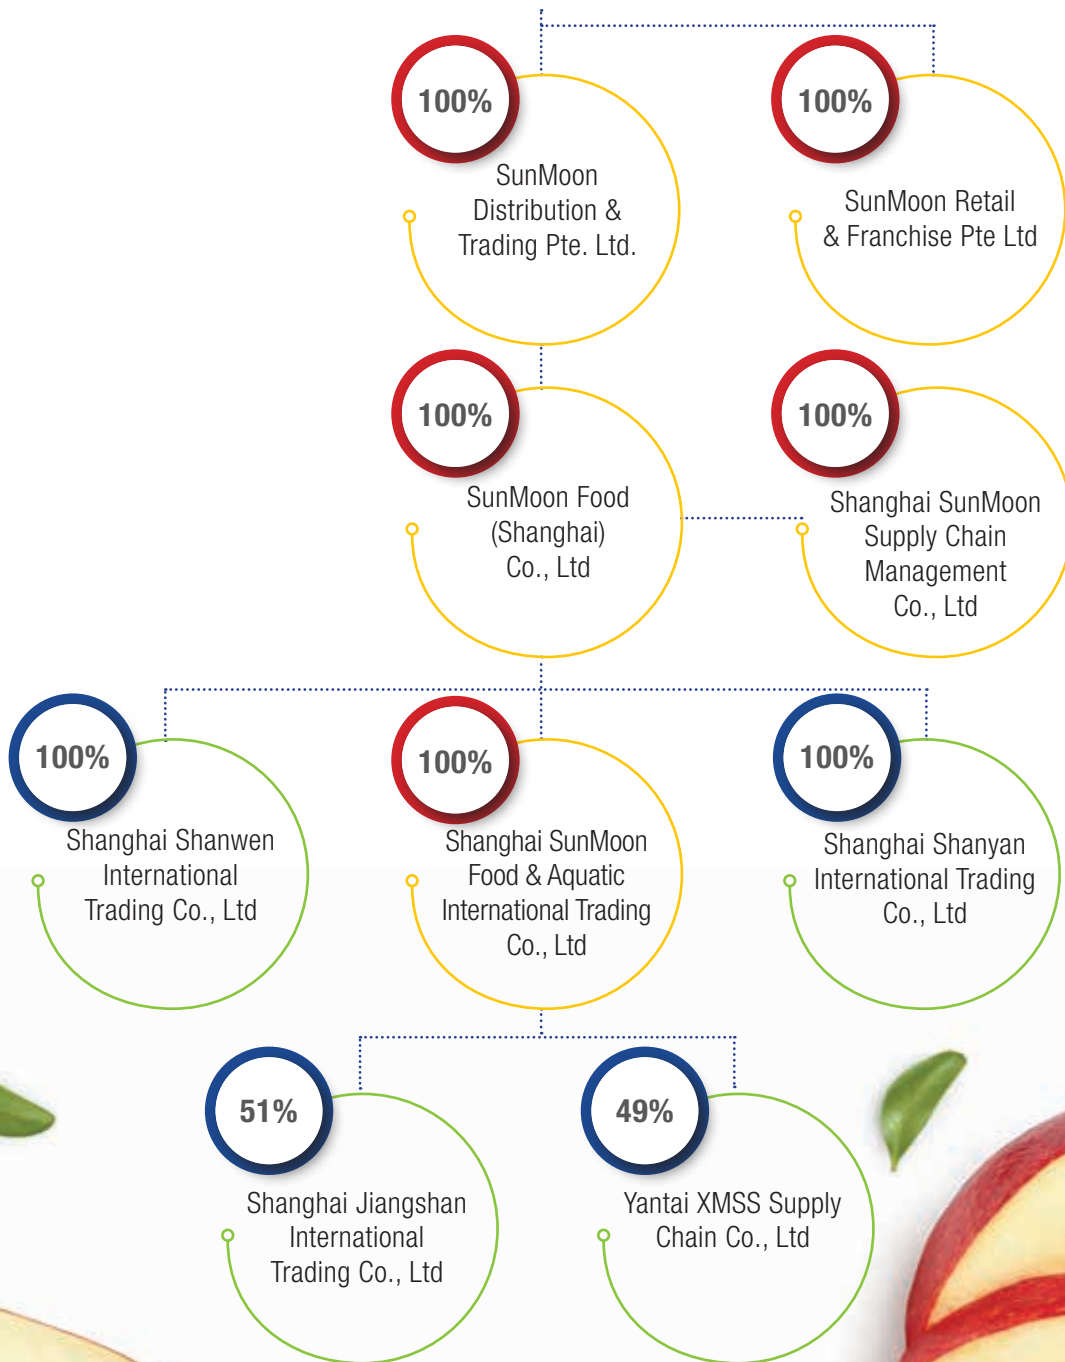 100%
SunMoon
Distribution &
Trading Pte. Ltd.
100%
SunMoon Retail
& Franchise Pte Ltd
100%
SunMoon Food
(Shanghai)
Co., Ltd
100%
Shanghai SunMoon
Supply Chain
Management
Co., Ltd
100%
Shanghai Shanwen
International
Trading Co., Ltd
100%
Shanghai SunMoon
Food & Aquatic
International Trading
Co., Ltd
100%
Shanghai Shanyan
International Trading
Co., Ltd
51%
Shanghai Jiangshan
International
Trading Co., Ltd
49%
Yantai XMSS Supply
Chain Co., Ltd